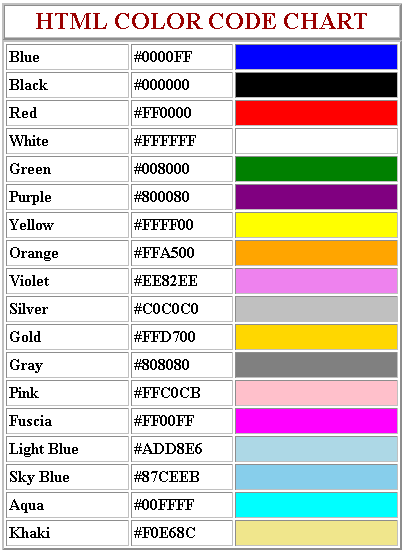 HTML COLOR CODE CHART
Blue #0000FF
Black #000000
Red #FF0000
White #FFFFFF
Green #008000
Purple #800080
Yellow #FFFF00
Orange #FFA500
Violet #EE82EE
Silver #C0C0C0
Gold #FFD700
Gray #808080
Pink #FFC0CB
Fuscia #FF00FF
Light Blue #ADD8E6
Sky Blue #87CEEB
Aqua #00FFFF
Khaki #F0E68C